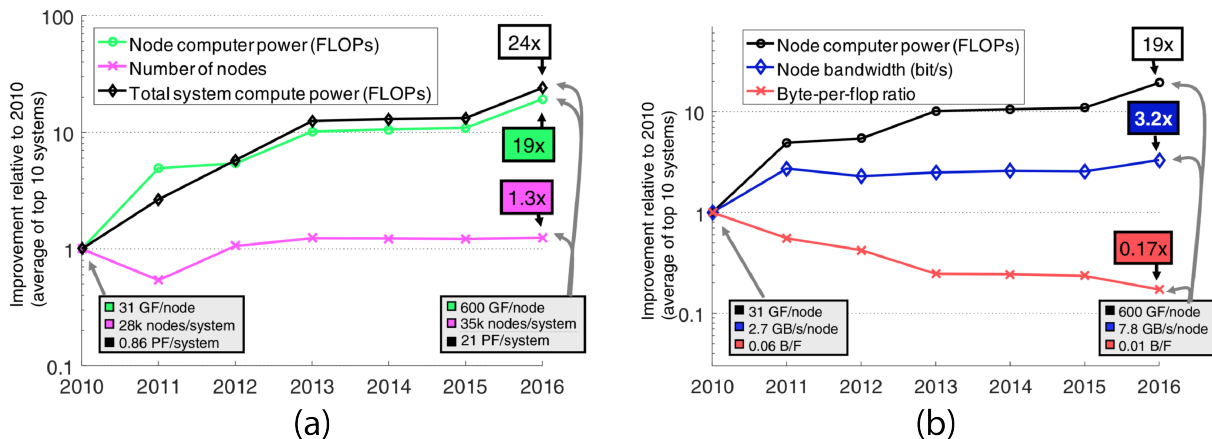 Improvement relative to 2010
(average of top 10 systems)
100
10
1
0.1
Node computer power (FLOPs)
Number of nodes
Total system compute power (FLOPs)
24x
19x
1.3x
31 GF/node
28k nodes/system
0.86 PF/system
600 GF/node
35k nodes/system
21 PF/system
2010 2011 2012 2013 2014 2015 2016
(a)
Improvement relative to 2010
(average of top 10 systems)
10
1
0.1
Node computer power (FLOPs)
Node bandwidth (bit/s)
Byte-per-flop ratio
19x
3.2x
0.17x
31 GF/node
2.7 GB/s/node
0.06 B/F
600 GF/node
7.8 GB/s/node
0.01 B/F
2010 2011 2012 2013 2014 2015 2016
(b)